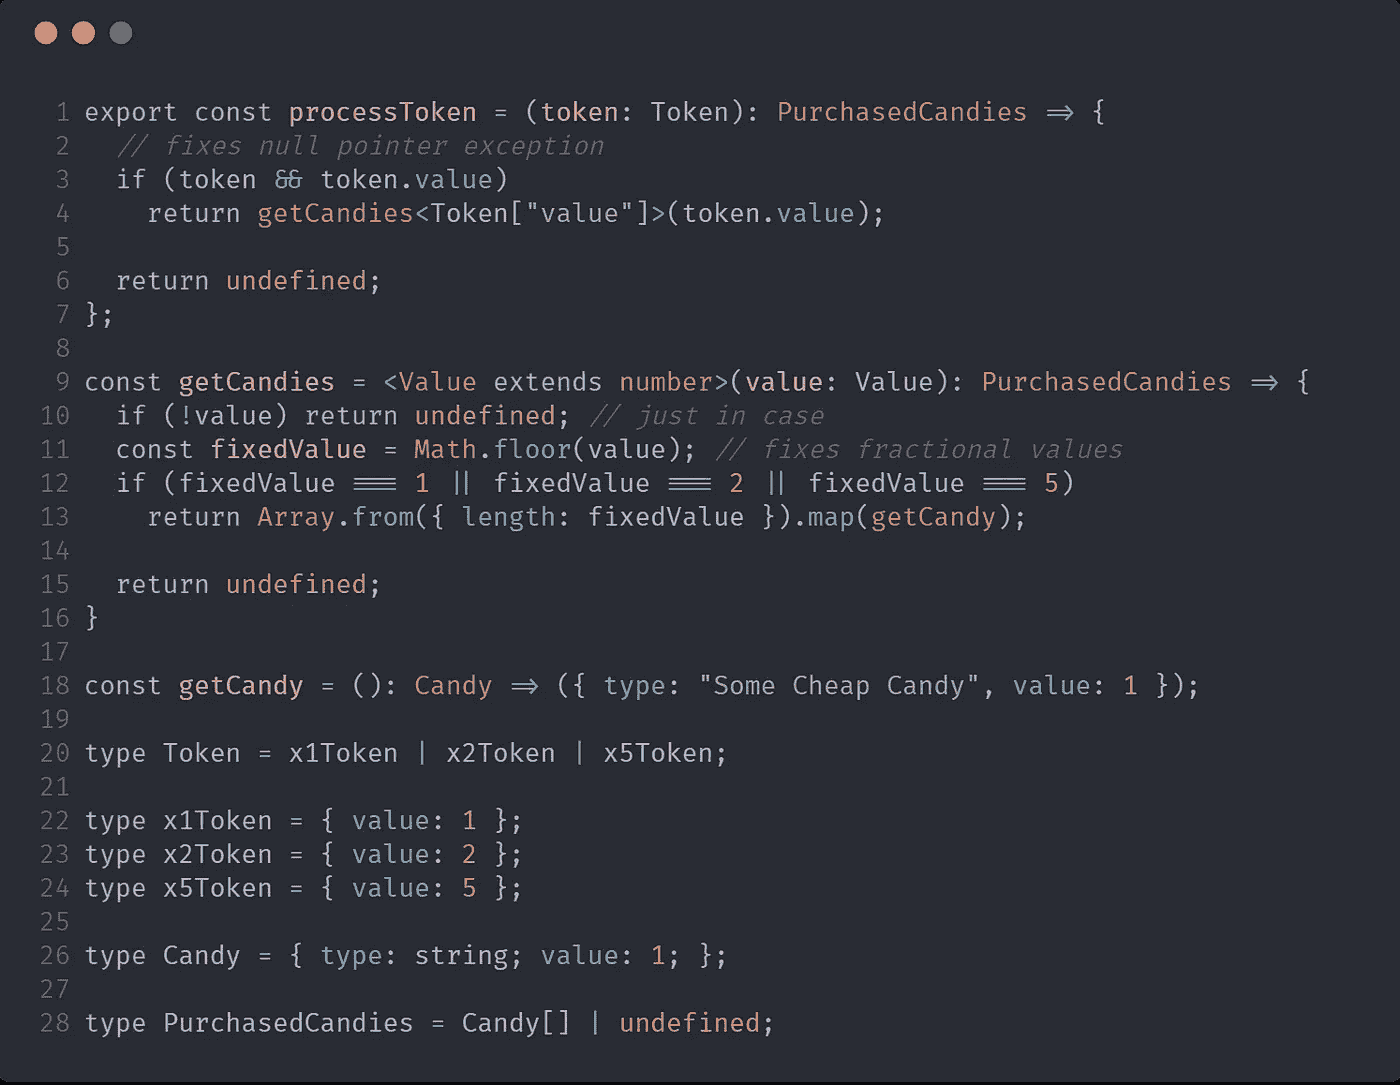 1 export const processToken = (token: Token): PurchasedCandies => {
2   // fixes null pointer exception
3   if (token && token.value)
4     return getCandies<Token["value"]>(token.value);
5
6   return undefined;
7 };
8
9 const getCandies = <Value extends number>(value: Value): PurchasedCandies => {
10   if (!value) return undefined; // just in case
11   const fixedValue = Math.floor(value); // fixes fractional values
12   if (fixedValue === 1 || fixedValue === 2 || fixedValue === 5)
13     return Array.from({ length: fixedValue }).map(getCandy);
14
15   return undefined;
16 }
17
18 const getCandy = (): Candy => ({ type: "Some Cheap Candy", value: 1 });
19
20 type Token = x1Token | x2Token | x5Token;
21
22 type x1Token = { value: 1 };
23 type x2Token = { value: 2 };
24 type x5Token = { value: 5 };
25
26 type Candy = { type: string; value: 1; };
27
28 type PurchasedCandies = Candy[] | undefined;